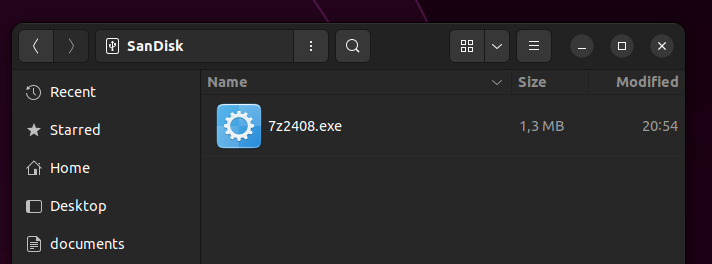 SanDisk
Name Size Modified
Recent
7z2408.exe 1,3 MB 20:54
Starred
Home
Desktop
documents